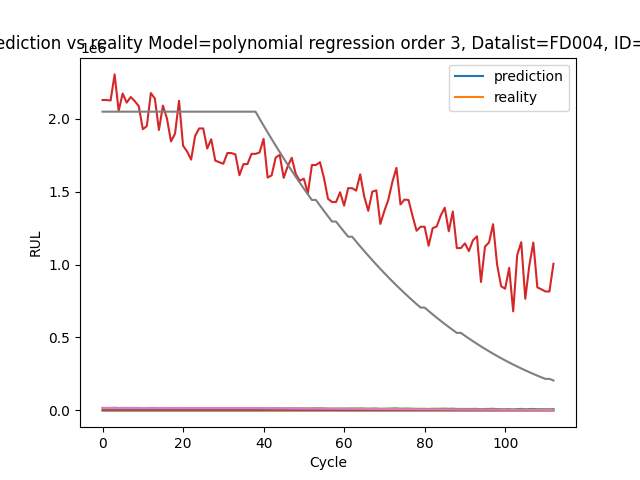 ediction vs reality Model=polynomial regression order 3, Datalist=FD004, ID=
1e6
prediction
reality
2.0
1.5
1.0
0.5
0.0
RUL
0 20 40 60 80 100
Cycle